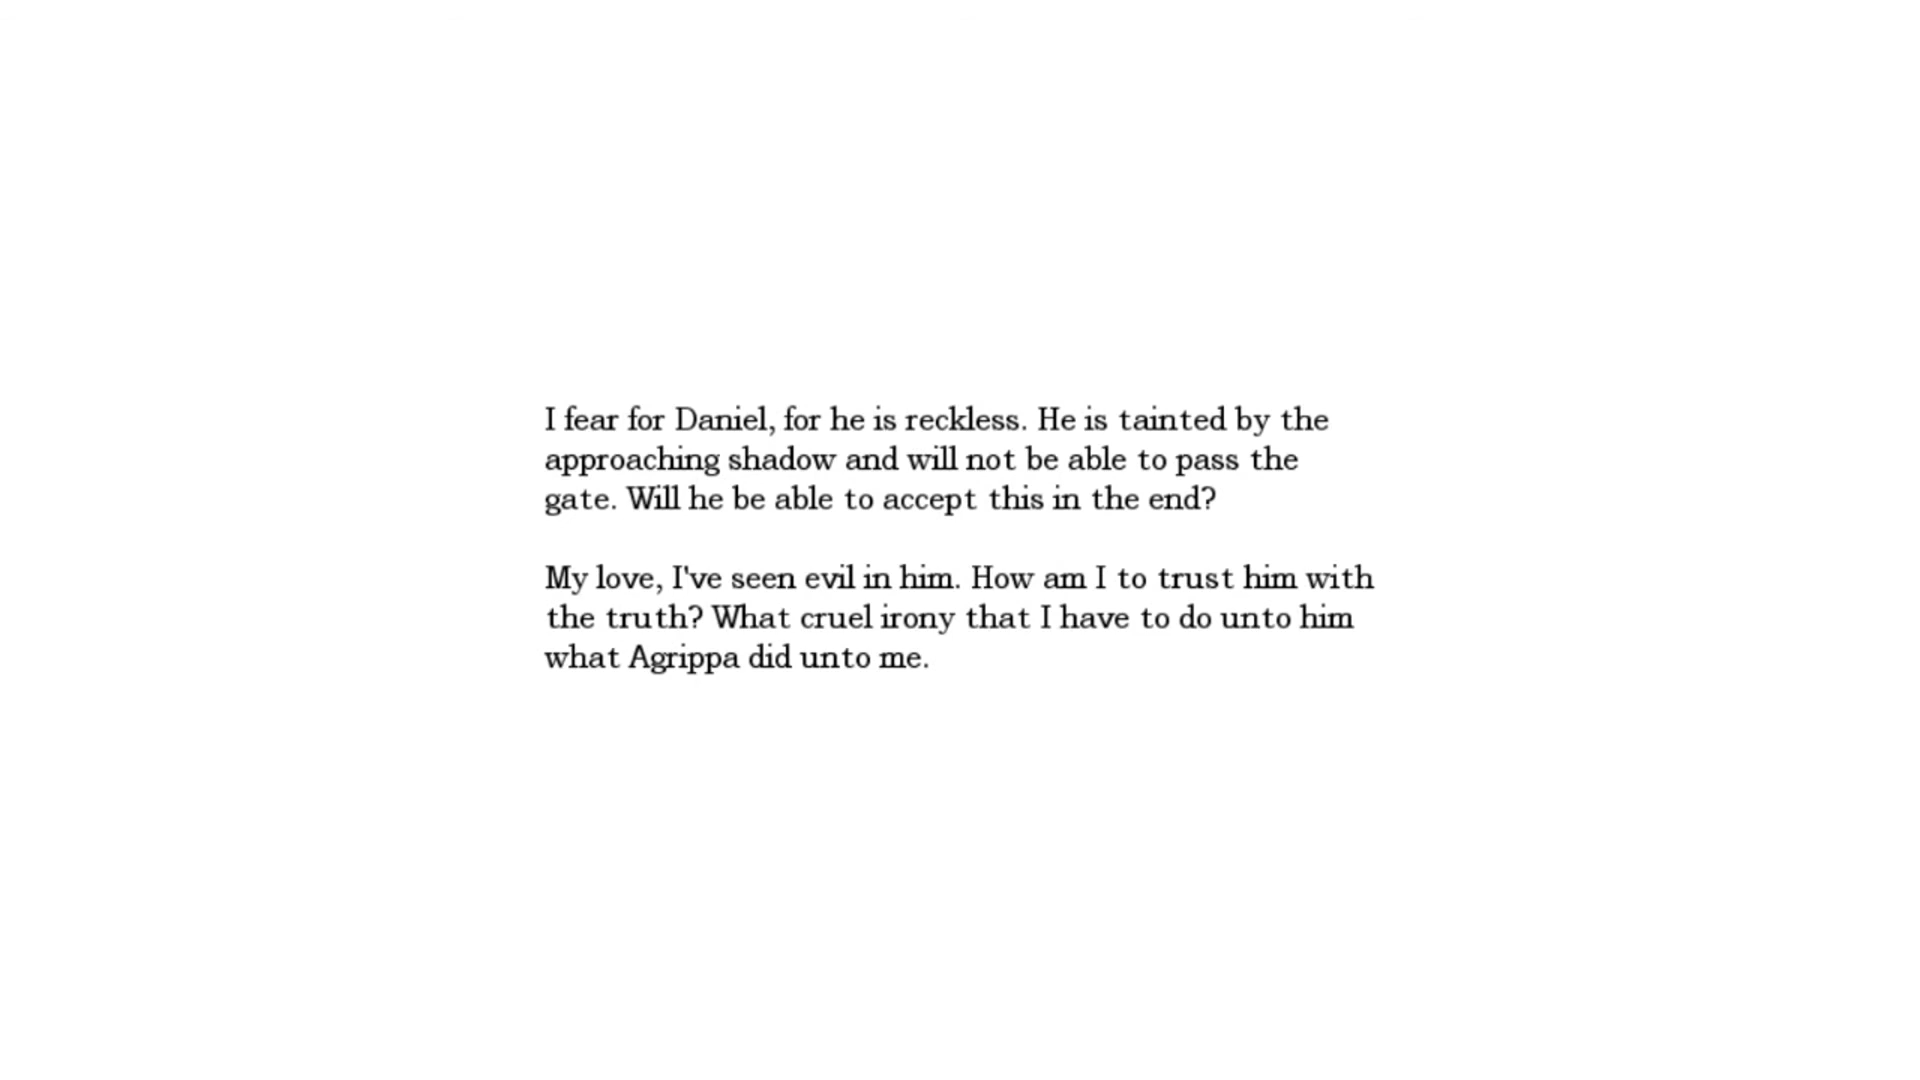 I fear for Daniel, for he is reckless. He is tainted by the
approaching shadow and will not be able to pass the
gate. Will he be able to accept this in the end?
My love, I've seen evil in him. How am I to trust him with
the truth? What cruel irony that I have to do unto him
what Agrippa did unto me.